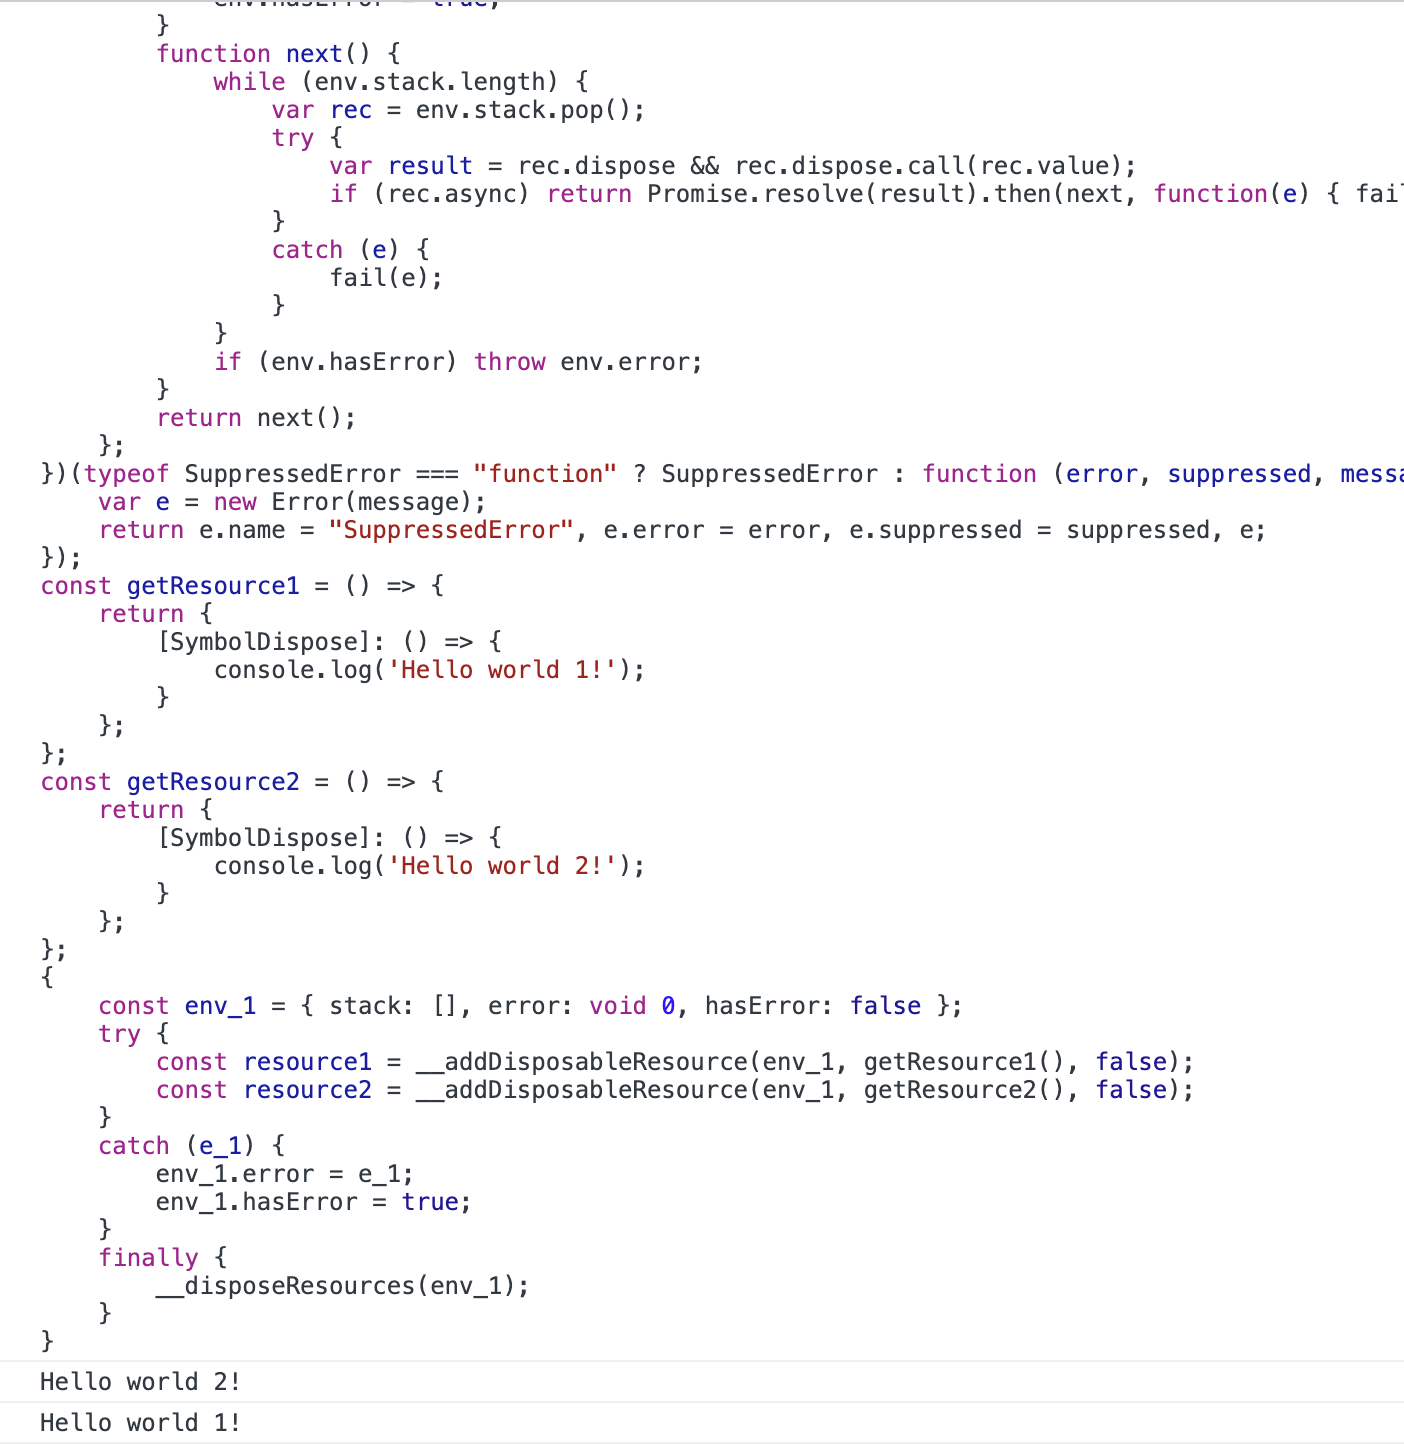 env.hasError = true;
        }
        function next() {
            while (env.stack.length) {
                var rec = env.stack.pop();
                try {
                    var result = rec.dispose && rec.dispose.call(rec.value);
                    if (rec.async) return Promise.resolve(result).then(next, function(e) { fail
                }
                catch (e) {
                    fail(e);
                }
            }
            if (env.hasError) throw env.error;
        }
        return next();
    };
})(typeof SuppressedError === "function" ? SuppressedError : function (error, suppressed, messa
    var e = new Error(message);
    return e.name = "SuppressedError", e.error = error, e.suppressed = suppressed, e;
});
const getResource1 = () => {
    return {
        [SymbolDispose]: () => {
            console.log('Hello world 1!');
        }
    };
};
const getResource2 = () => {
    return {
        [SymbolDispose]: () => {
            console.log('Hello world 2!');
        }
    };
};
{
    const env_1 = { stack: [], error: void 0, hasError: false };
    try {
        const resource1 = __addDisposableResource(env_1, getResource1(), false);
        const resource2 = __addDisposableResource(env_1, getResource2(), false);
    }
    catch (e_1) {
        env_1.error = e_1;
        env_1.hasError = true;
    }
    finally {
        __disposeResources(env_1);
    }
}
Hello world 2!
Hello world 1!